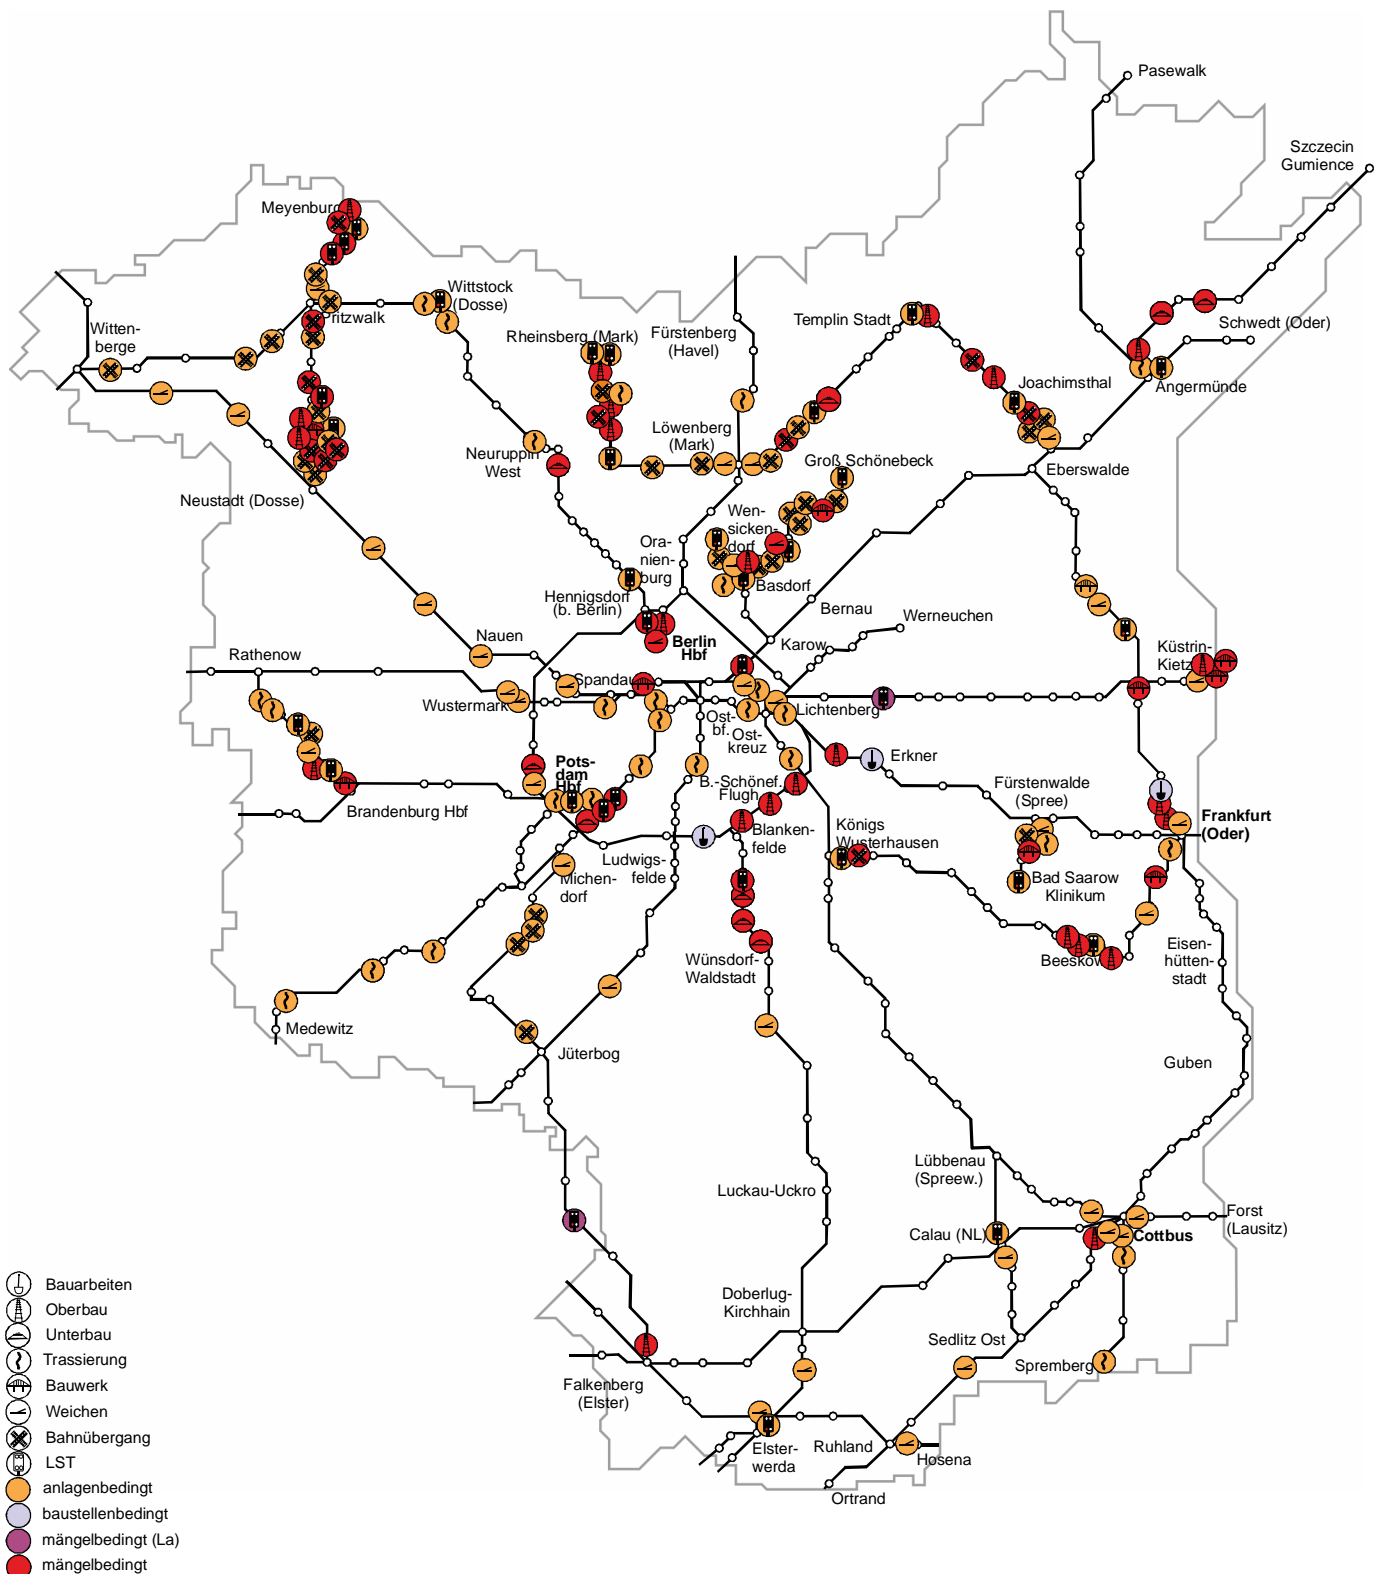 Pasewalk
Szczecin
Gumience
Meyenburg
Wittstock
(Dosse)
Pritzwalk
Witten-
berge
Rheinsberg (Mark)
Fürstenberg
(Havel)
Templin Stadt
Schwedt (Oder)
Joachimsthal
Angermünde
Löwenberg
(Mark)
Neuruppin
West
Groß Schönebeck
Eberswalde
Neustadt (Dosse)
Wen-
sicken-
dorf
Ora-
nien-
burg
Basdorf
Hennigsdorf
(b. Berlin)
Bernau
Werneuchen
Nauen
Berlin
Hbf
Karow
Küstrin-
Kietz
Rathenow
Spandau
Wustermark
Lichtenberg
Ost-
bf.
Ost-
kreuz
Erkner
Pots-
dam
Hbf
B.-Schönef.
Flugh.
Fürstenwalde
(Spree)
Brandenburg Hbf
Blanken-
felde
Königs
Wusterhausen
Frankfurt
(Oder)
Ludwigs-
felde
Michen-
dorf
Bad Saarow
Klinikum
Wünsdorf-
Waldstadt
Beeskow
Eisen-
hütten-
stadt
Medewitz
Jüterbog
Guben
Lübbenau
(Spreew.)
Luckau-Uckro
Forst
(Lausitz)
Calau (NL)
Cottbus
Doberlug-
Kirchhain
Sedlitz Ost
Spremberg
Falkenberg
(Elster)
Elster-
werda
Ruhland
Hosena
Ortrand
Bauarbeiten
Oberbau
Unterbau
Trassierung
Bauwerk
Weichen
Bahnübergang
LST
anlagenbedingt
baustellenbedingt
mängelbedingt (La)
mängelbedingt